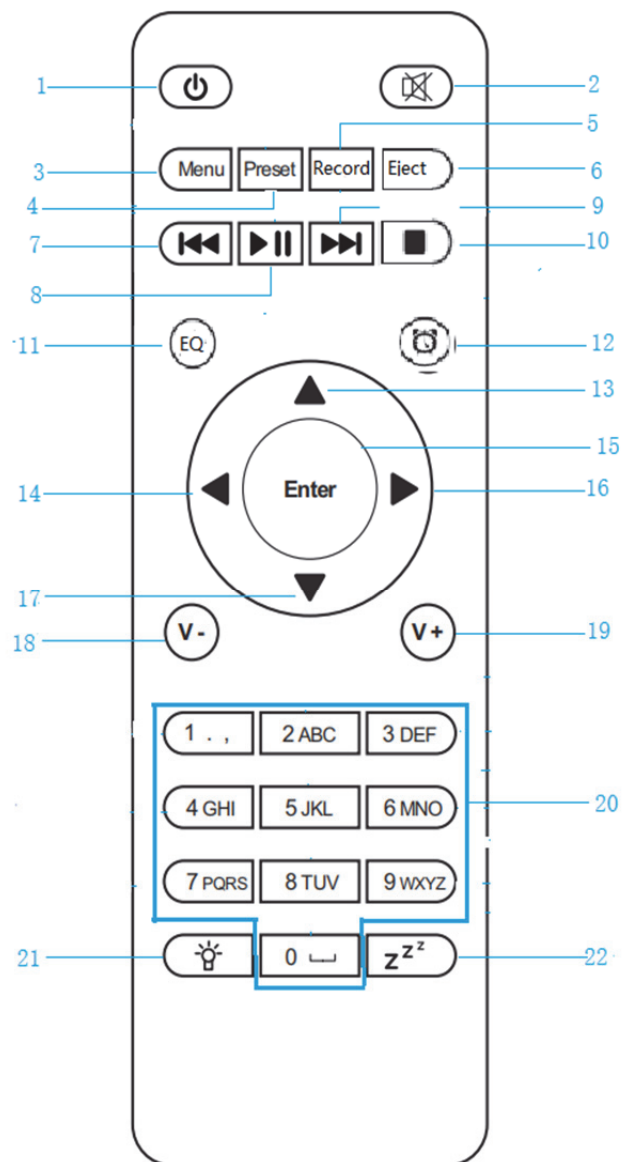 1
2
5
3 Menu Preset Record Eject 6
4
9
7
10
8
11 EQ 12
13
15
14 Enter 16
17
18 V - V + 19
1 . , 2 ABC 3 DEF
4 GHI 5 JKL 6 MNO 20
7 PQRS 8 TUV 9 WXYZ
21 0 z z z 22